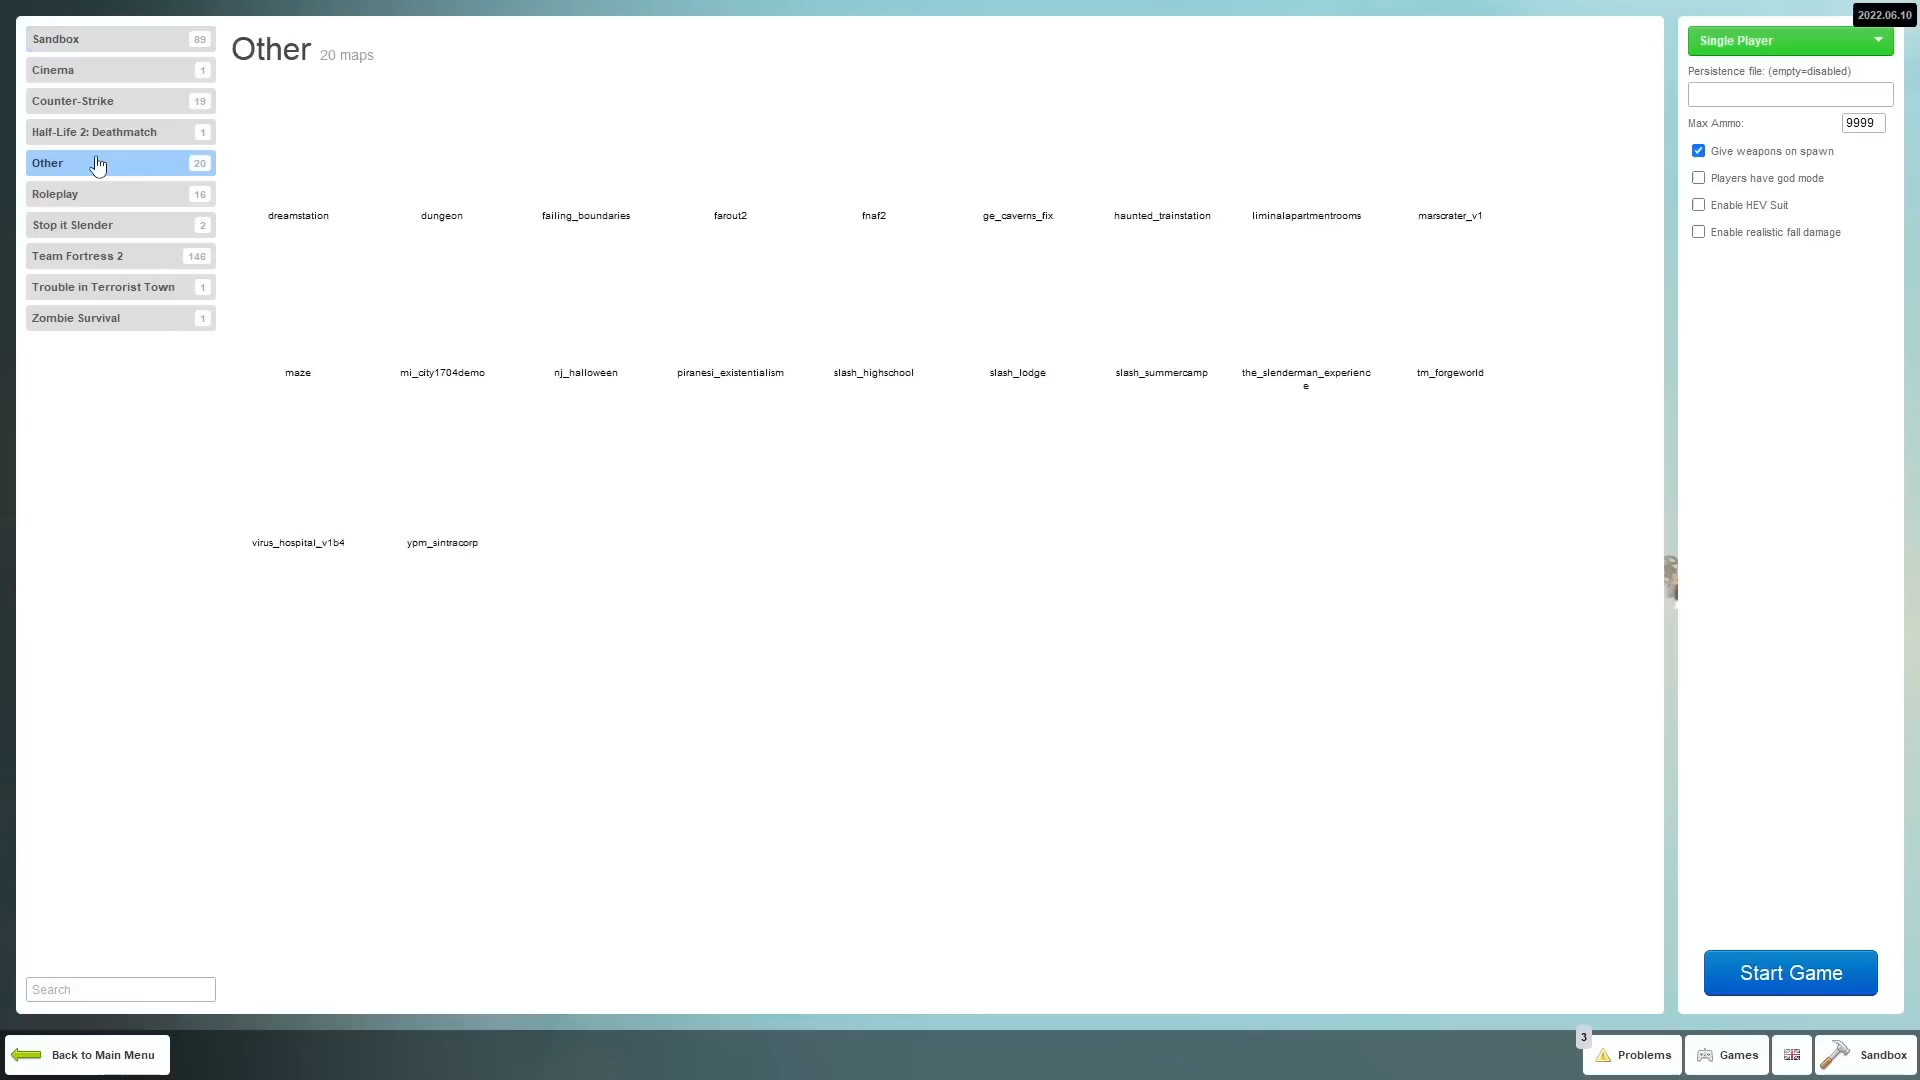 2022.06.10
Sandbox 89
Cinema 1
Counter-Strike 19
Half-Life 2: Deathmatch 1
Other 20
Roleplay 16
Stop it Slender 2
Team Fortress 2 146
Trouble in Terrorist Town 1
Zombie Survival 1
Search
Other 20 maps
dreamstation dungeon failing_boundaries farout2 fnaf2 ge_caverns_fix haunted_trainstation liminalapartmentrooms marscrater_v1
maze mi_city1704demo nj_halloween piranesi_existentialism slash_highschool slash_lodge slash_summercamp the_slenderman_experienc tm_forgeworld
e
virus_hospital_v1b4 ypm_sintracorp
Single Player
Persistence file: (empty=disabled)
Max Ammo: 9999
Give weapons on spawn
Players have god mode
Enable HEV Suit
Enable realistic fall damage
Start Game
Back to Main Menu
3
Problems
Games
Sandbox